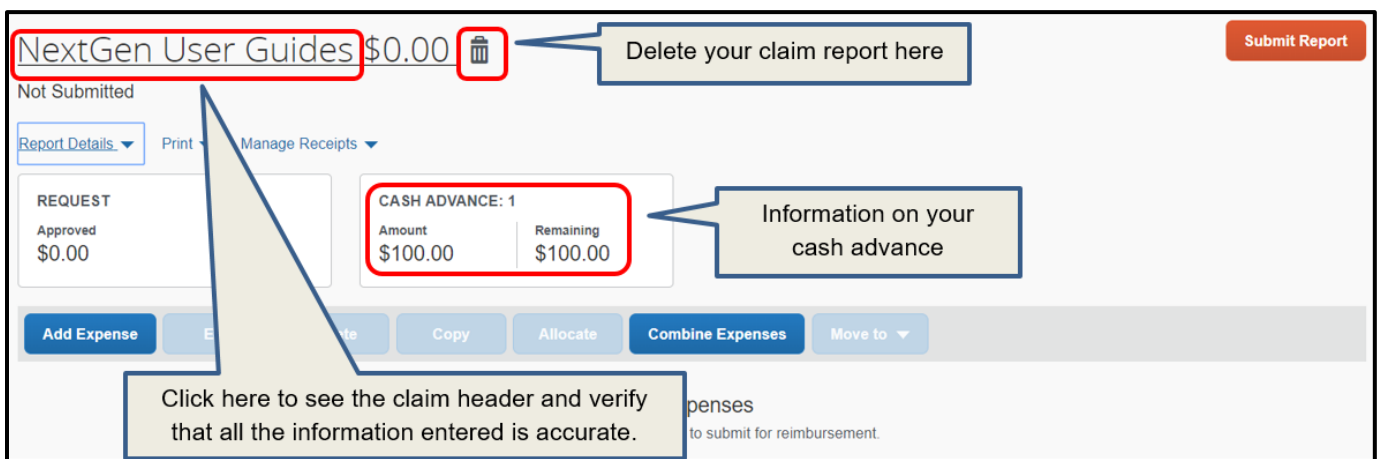 NextGen User Guides $0.00
Delete your claim report here
Submit Report
Not Submitted
Report Details
Print
Manage Receipts
REQUEST
Approved
$0.00
CASH ADVANCE: 1
Amount
Remaining
$100.00
$100.00
Information on your
cash advance
Add Expense
Copy
Allocate
Combine Expenses
Move to
Click here to see the claim header and verify
that all the information entered is accurate.
penses
to submit for reimbursement.